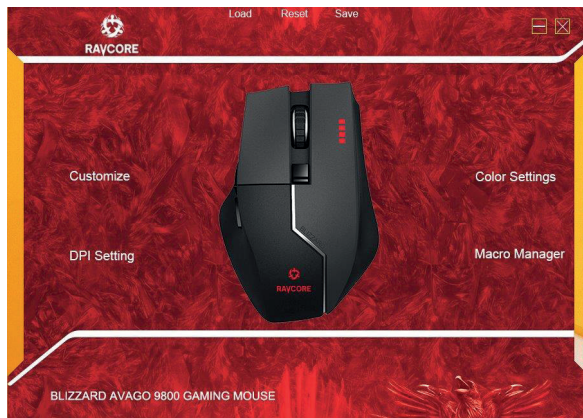 Load Reset Save
RAVCORE
Customize
Color Settings
DPI Setting
Macro Manager
RAVCORE
BLIZZARD AVAGO 9800 GAMING MOUSE